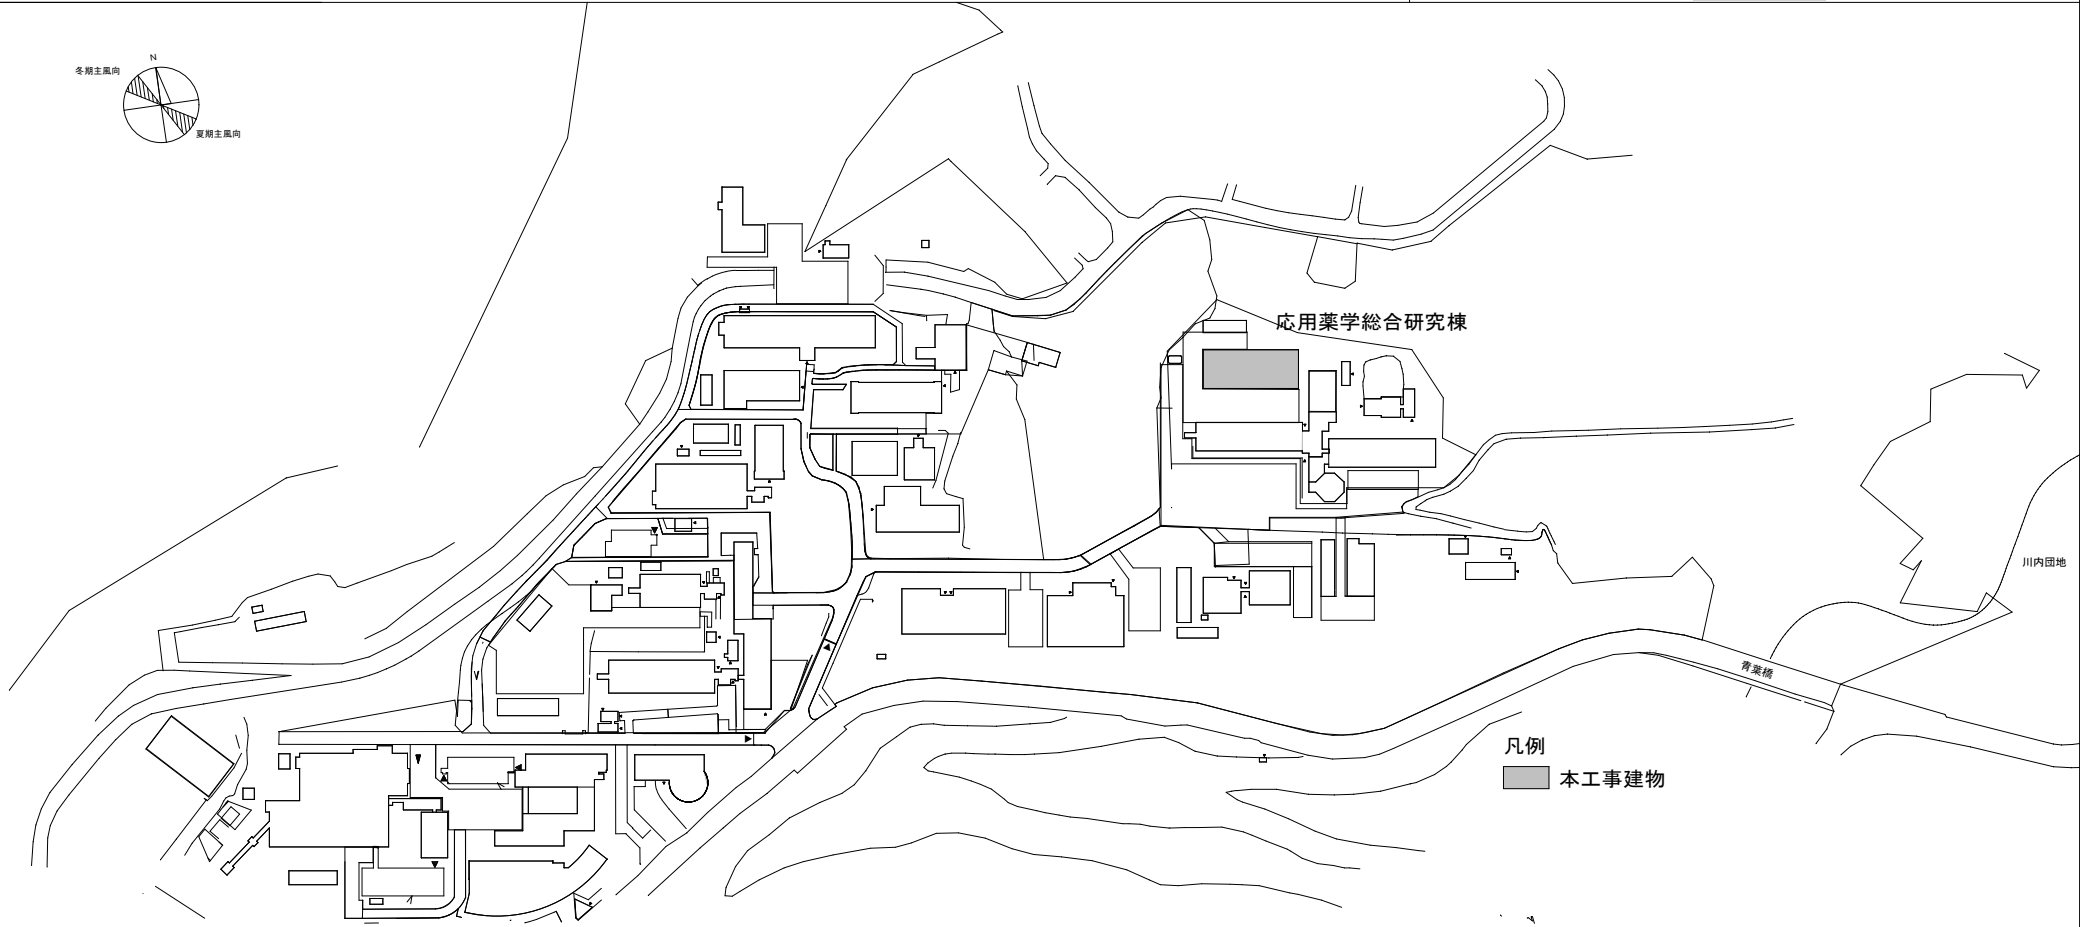 N
冬期主風向
夏期主風向
応用薬学総合研究棟
川内団地
青葉橋
凡例
本工事建物